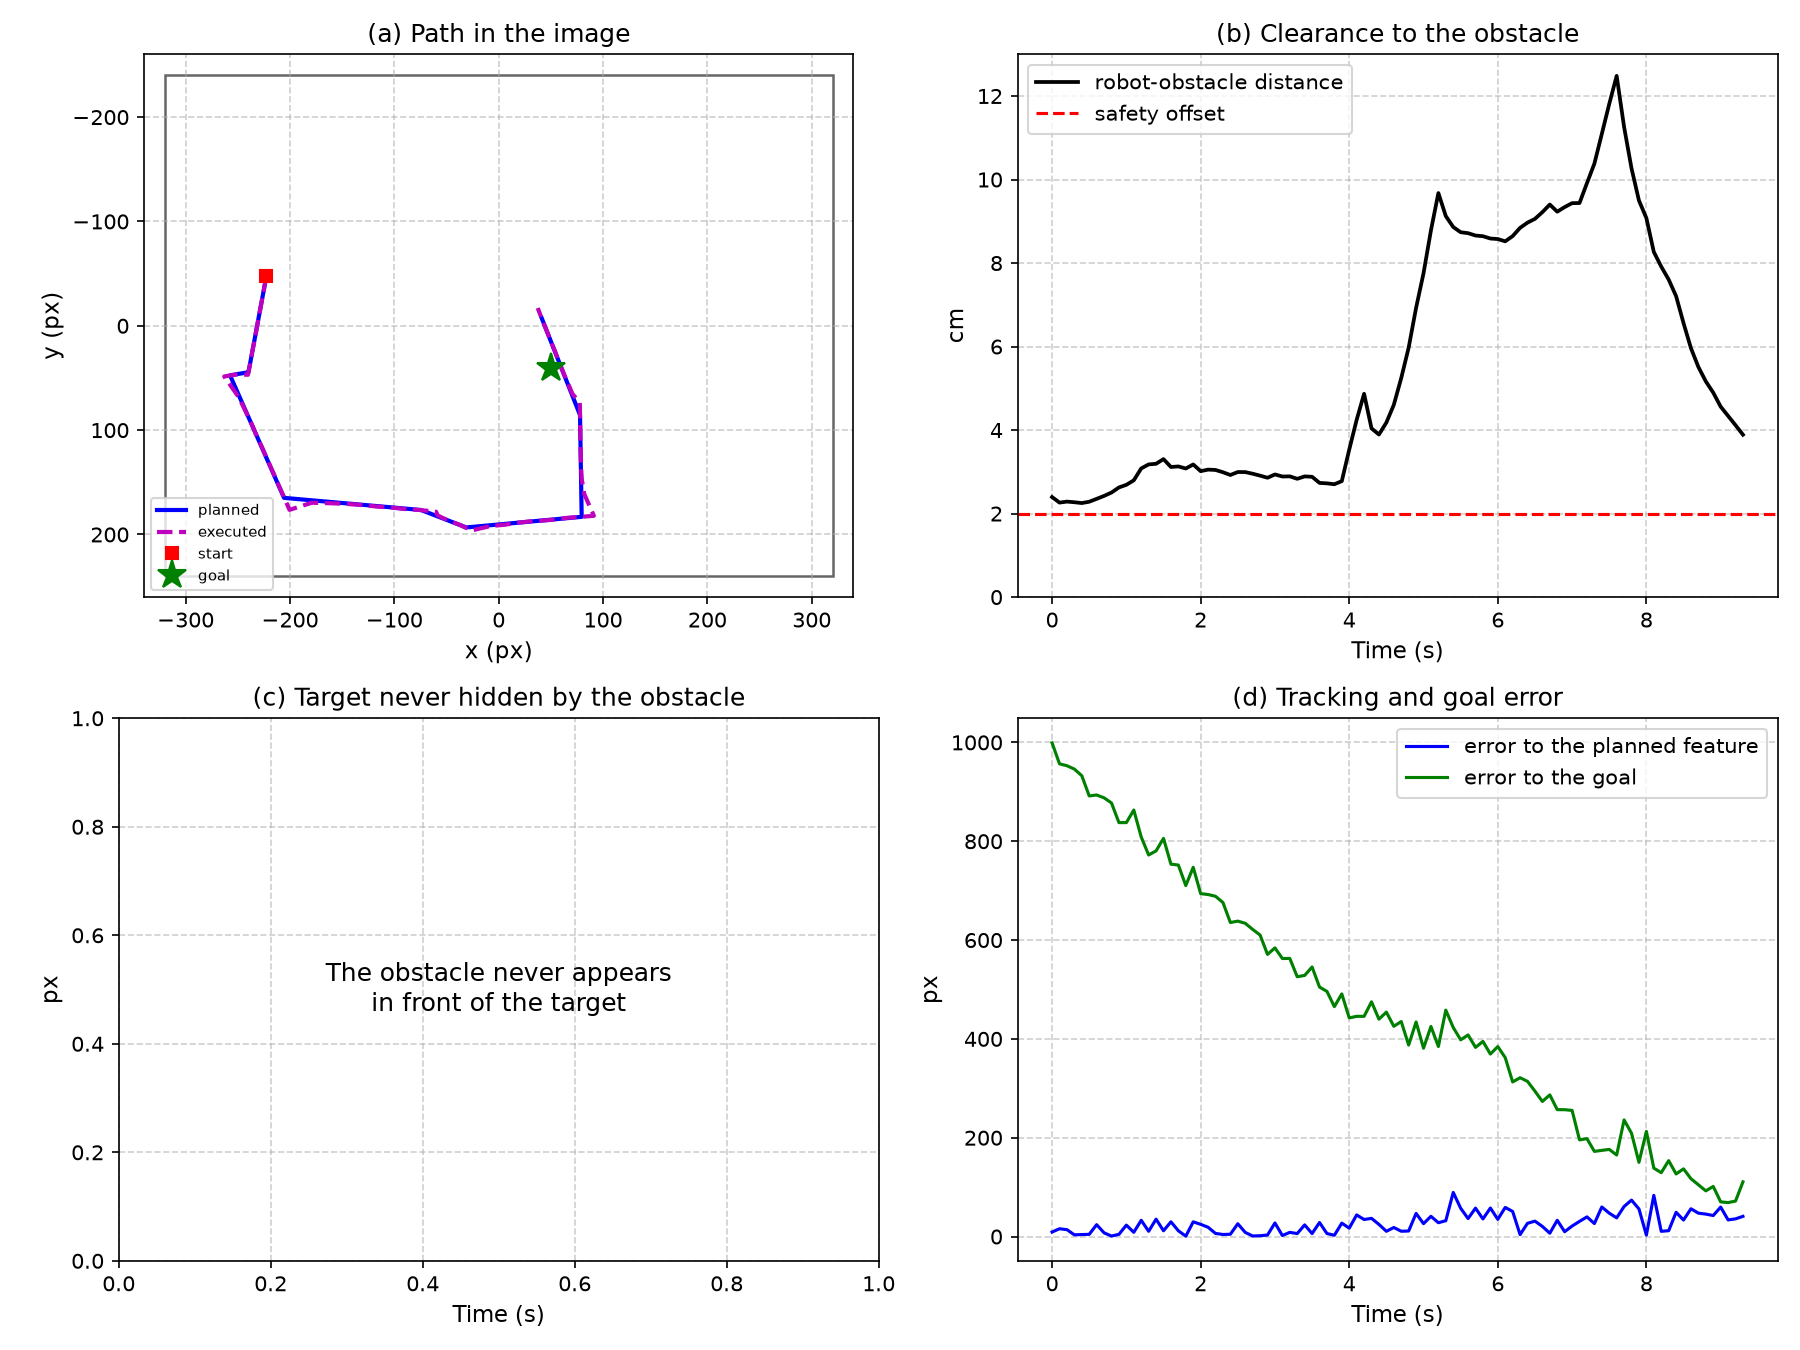 (a) Path in the image
−200
−100
0
100
200
y (px)
planned
executed
start
goal
−300
−200
−100
0
100
200
300
x (px)
(b) Clearance to the obstacle
robot-obstacle distance
safety offset
12
10
8
6
4
2
0
cm
0
2
4
6
8
Time (s)
(c) Target never hidden by the obstacle
1.0
0.8
0.6
0.4
0.2
0.0
px
The obstacle never appears
in front of the target
0.0
0.2
0.4
0.6
0.8
1.0
Time (s)
(d) Tracking and goal error
error to the planned feature
error to the goal
1000
800
600
400
200
0
px
0
2
4
6
8
Time (s)